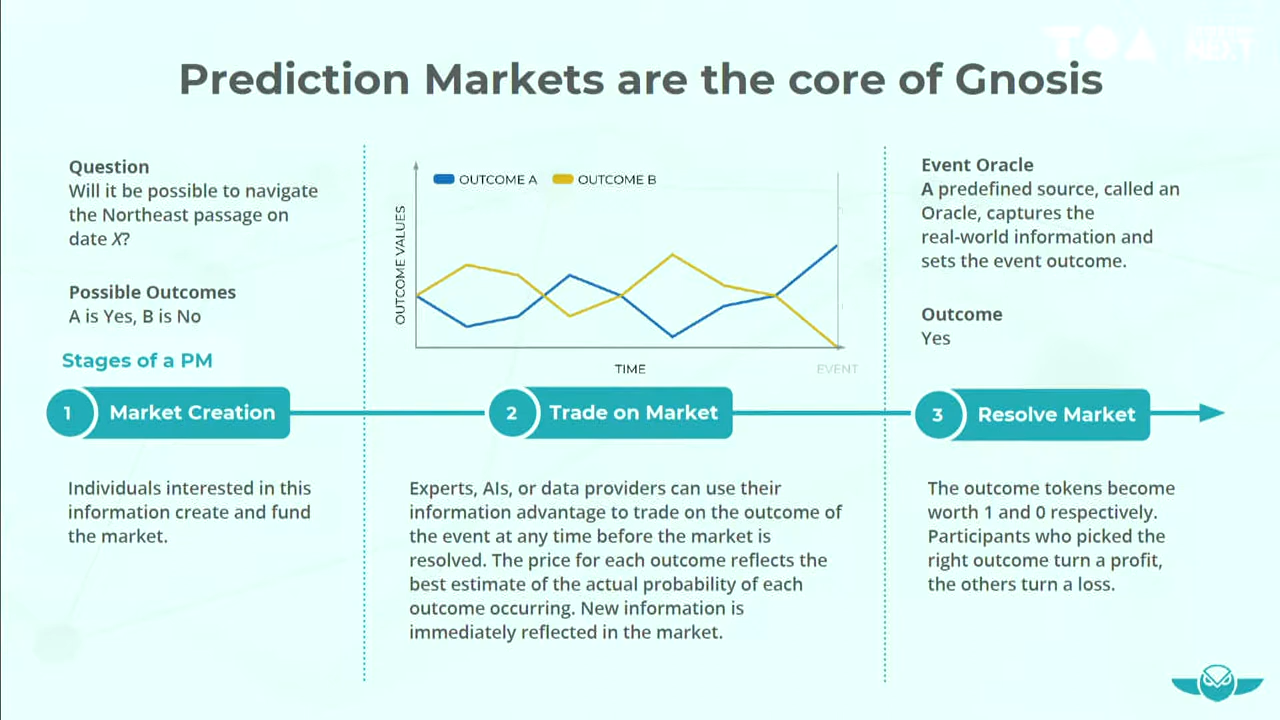 TOA
NEXT
Prediction Markets are the core of Gnosis
Question
Will it be possible to navigate
the Northeast passage on
date X?
Possible Outcomes
A is Yes, B is No
Stages of a PM
OUTCOME A
OUTCOME B
OUTCOME VALUES
TIME
EVENT
Event Oracle
A predefined source, called an
Oracle, captures the
real-world information and
sets the event outcome.
Outcome
Yes
1 Market Creation
2 Trade on Market
3 Resolve Market
Individuals interested in this
information create and fund
the market.
Experts, AIs, or data providers can use their
information advantage to trade on the outcome of
the event at any time before the market is
resolved. The price for each outcome reflects the
best estimate of the actual probability of each
outcome occurring. New information is
immediately reflected in the market.
The outcome tokens become
worth 1 and 0 respectively.
Participants who picked the
right outcome turn a profit,
the others turn a loss.